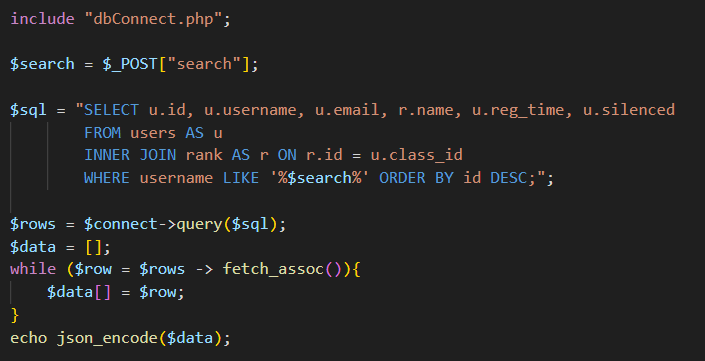 include "dbConnect.php";
$search = $_POST["search"];
$sql = "SELECT u.id, u.username, u.email, r.name, u.reg_time, u.silenced
FROM users AS u
INNER JOIN rank AS r ON r.id = u.class_id
WHERE username LIKE '%$search%' ORDER BY id DESC;";
$rows = $connect->query($sql);
$data = [];
while ($row = $rows -> fetch_assoc()){
$data[] = $row;
}
echo json_encode($data);